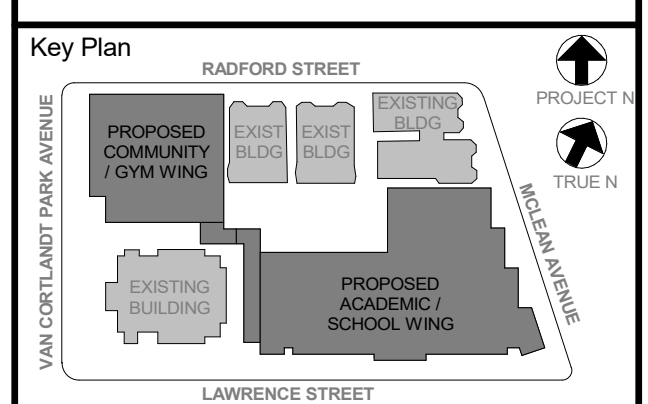 Key Plan
RADFORD STREET
PROJECT N
TRUE N
VAN CORTLANDT PARK AVENUE
PROPOSED
COMMUNITY
/ GYM WING
EXIST
BLDG
EXIST
BLDG
EXISTING
BLDG
MCLEAN AVENUE
EXISTING
BUILDING
PROPOSED
ACADEMIC /
SCHOOL WING
LAWRENCE STREET